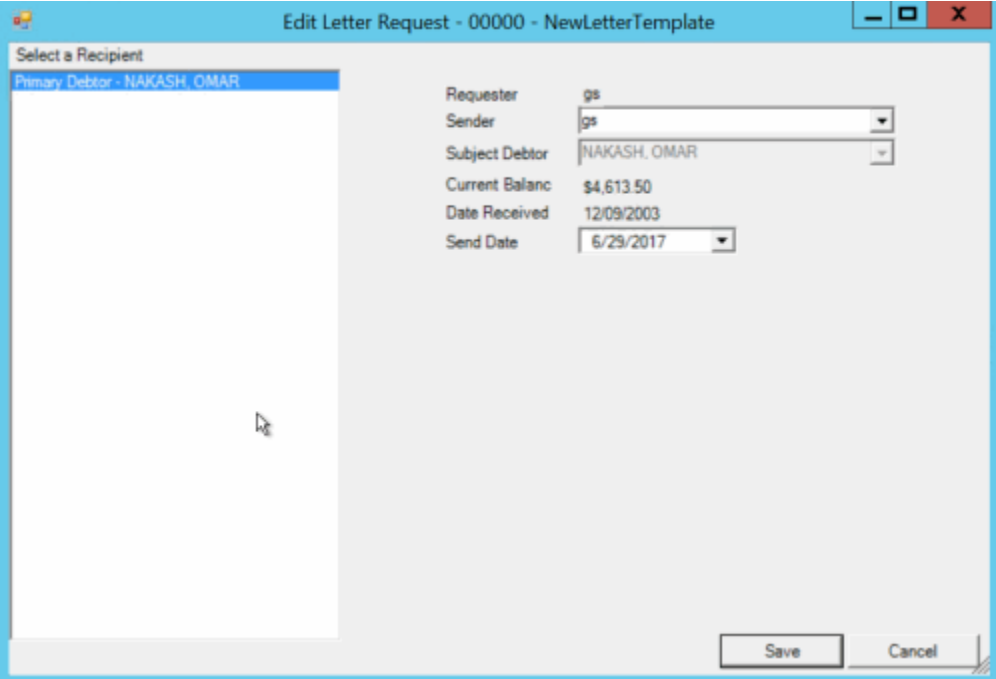 Edit Letter Request - 00000 - NewLetterTemplate
X
Select a Recipient
Primary Debtor - NAKASH, OMAR
Requester gs
Sender gs
Subject Debtor NAKASH, OMAR
Current Balanc $4,613.50
Date Received 12/09/2003
Send Date 6/29/2017
Save Cancel